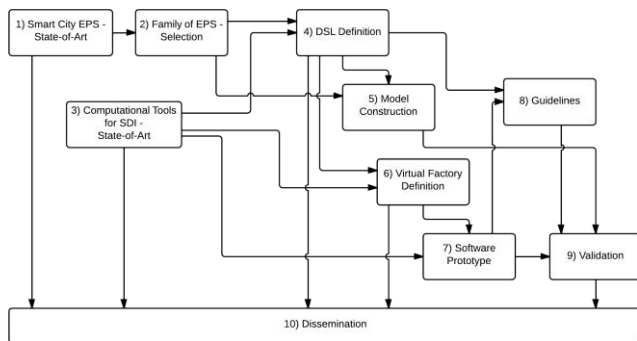 1) Smart City EPS -
State-of-Art
2) Family of EPS -
Selection
4) DSL Definition
3) Computational Tools
for SDI -
State-of-Art
5) Model
Construction
8) Guidelines
6) Virtual Factory
Definition
7) Software
Prototype
9) Validation
10) Dissemination